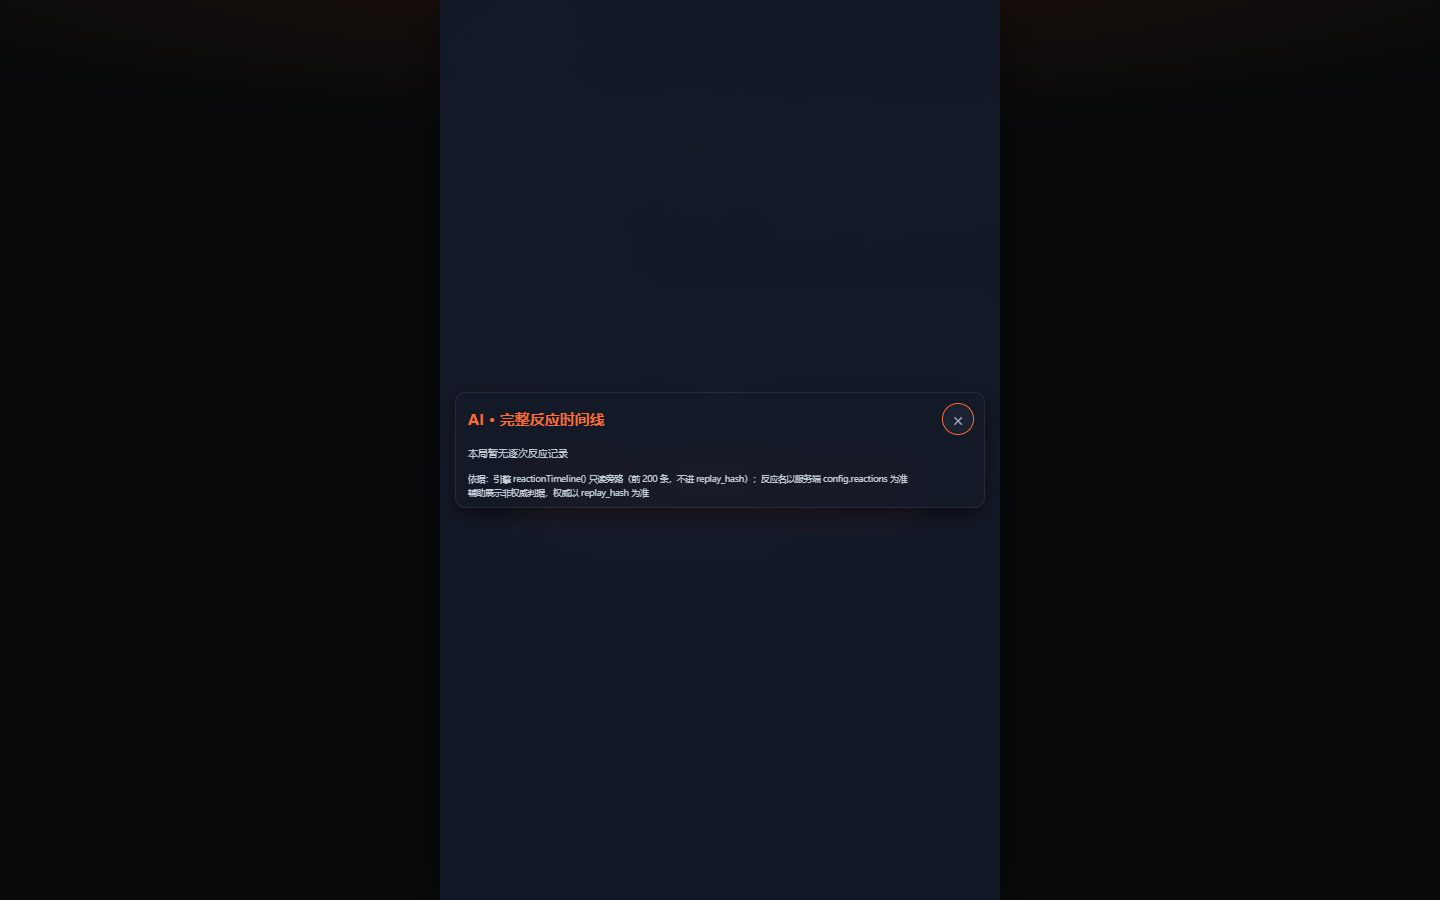 AI · 完整反应时间线
×
本局暂无逐次反应记录
依据：引擎 reactionTimeline() 只读旁路（前 200 条，不进 replay_hash）；反应名以服务端 config.reactions 为准
辅助展示非权威判据，权威以 replay_hash 为准